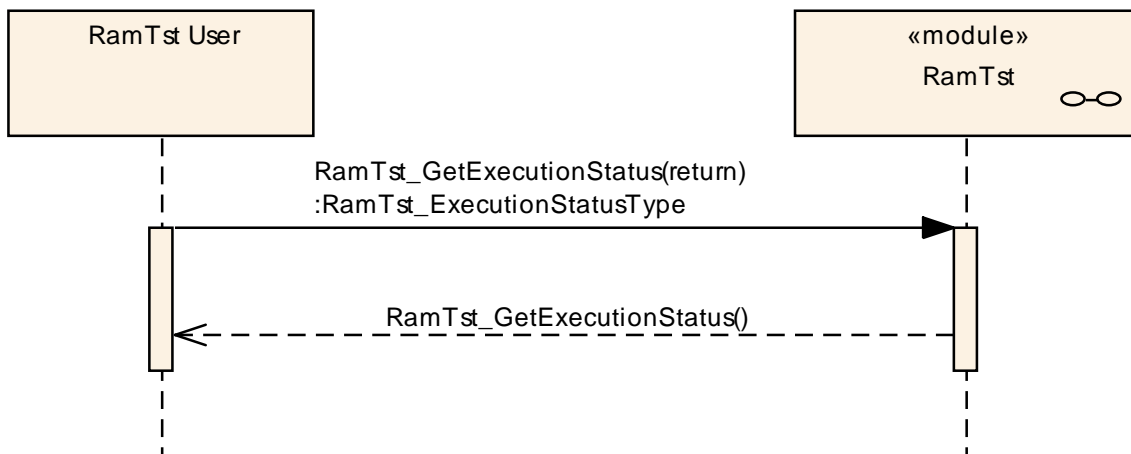 RamTst User
«module»
RamTst
RamTst_GetExecutionStatus(return)
:RamTst_ExecutionStatusType
RamTst_GetExecutionStatus()